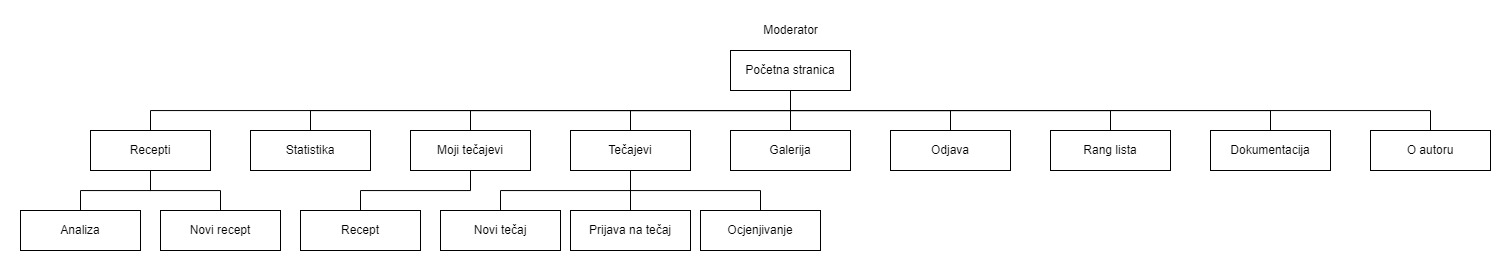 Moderator
Početna stranica
Recepti
Statistika
Moji tečajevi
Tečajevi
Galerija
Odjava
Rang lista
Dokumentacija
O autoru
Analiza
Novi recept
Recept
Novi tečaj
Prijava na tečaj
Ocjenjivanje